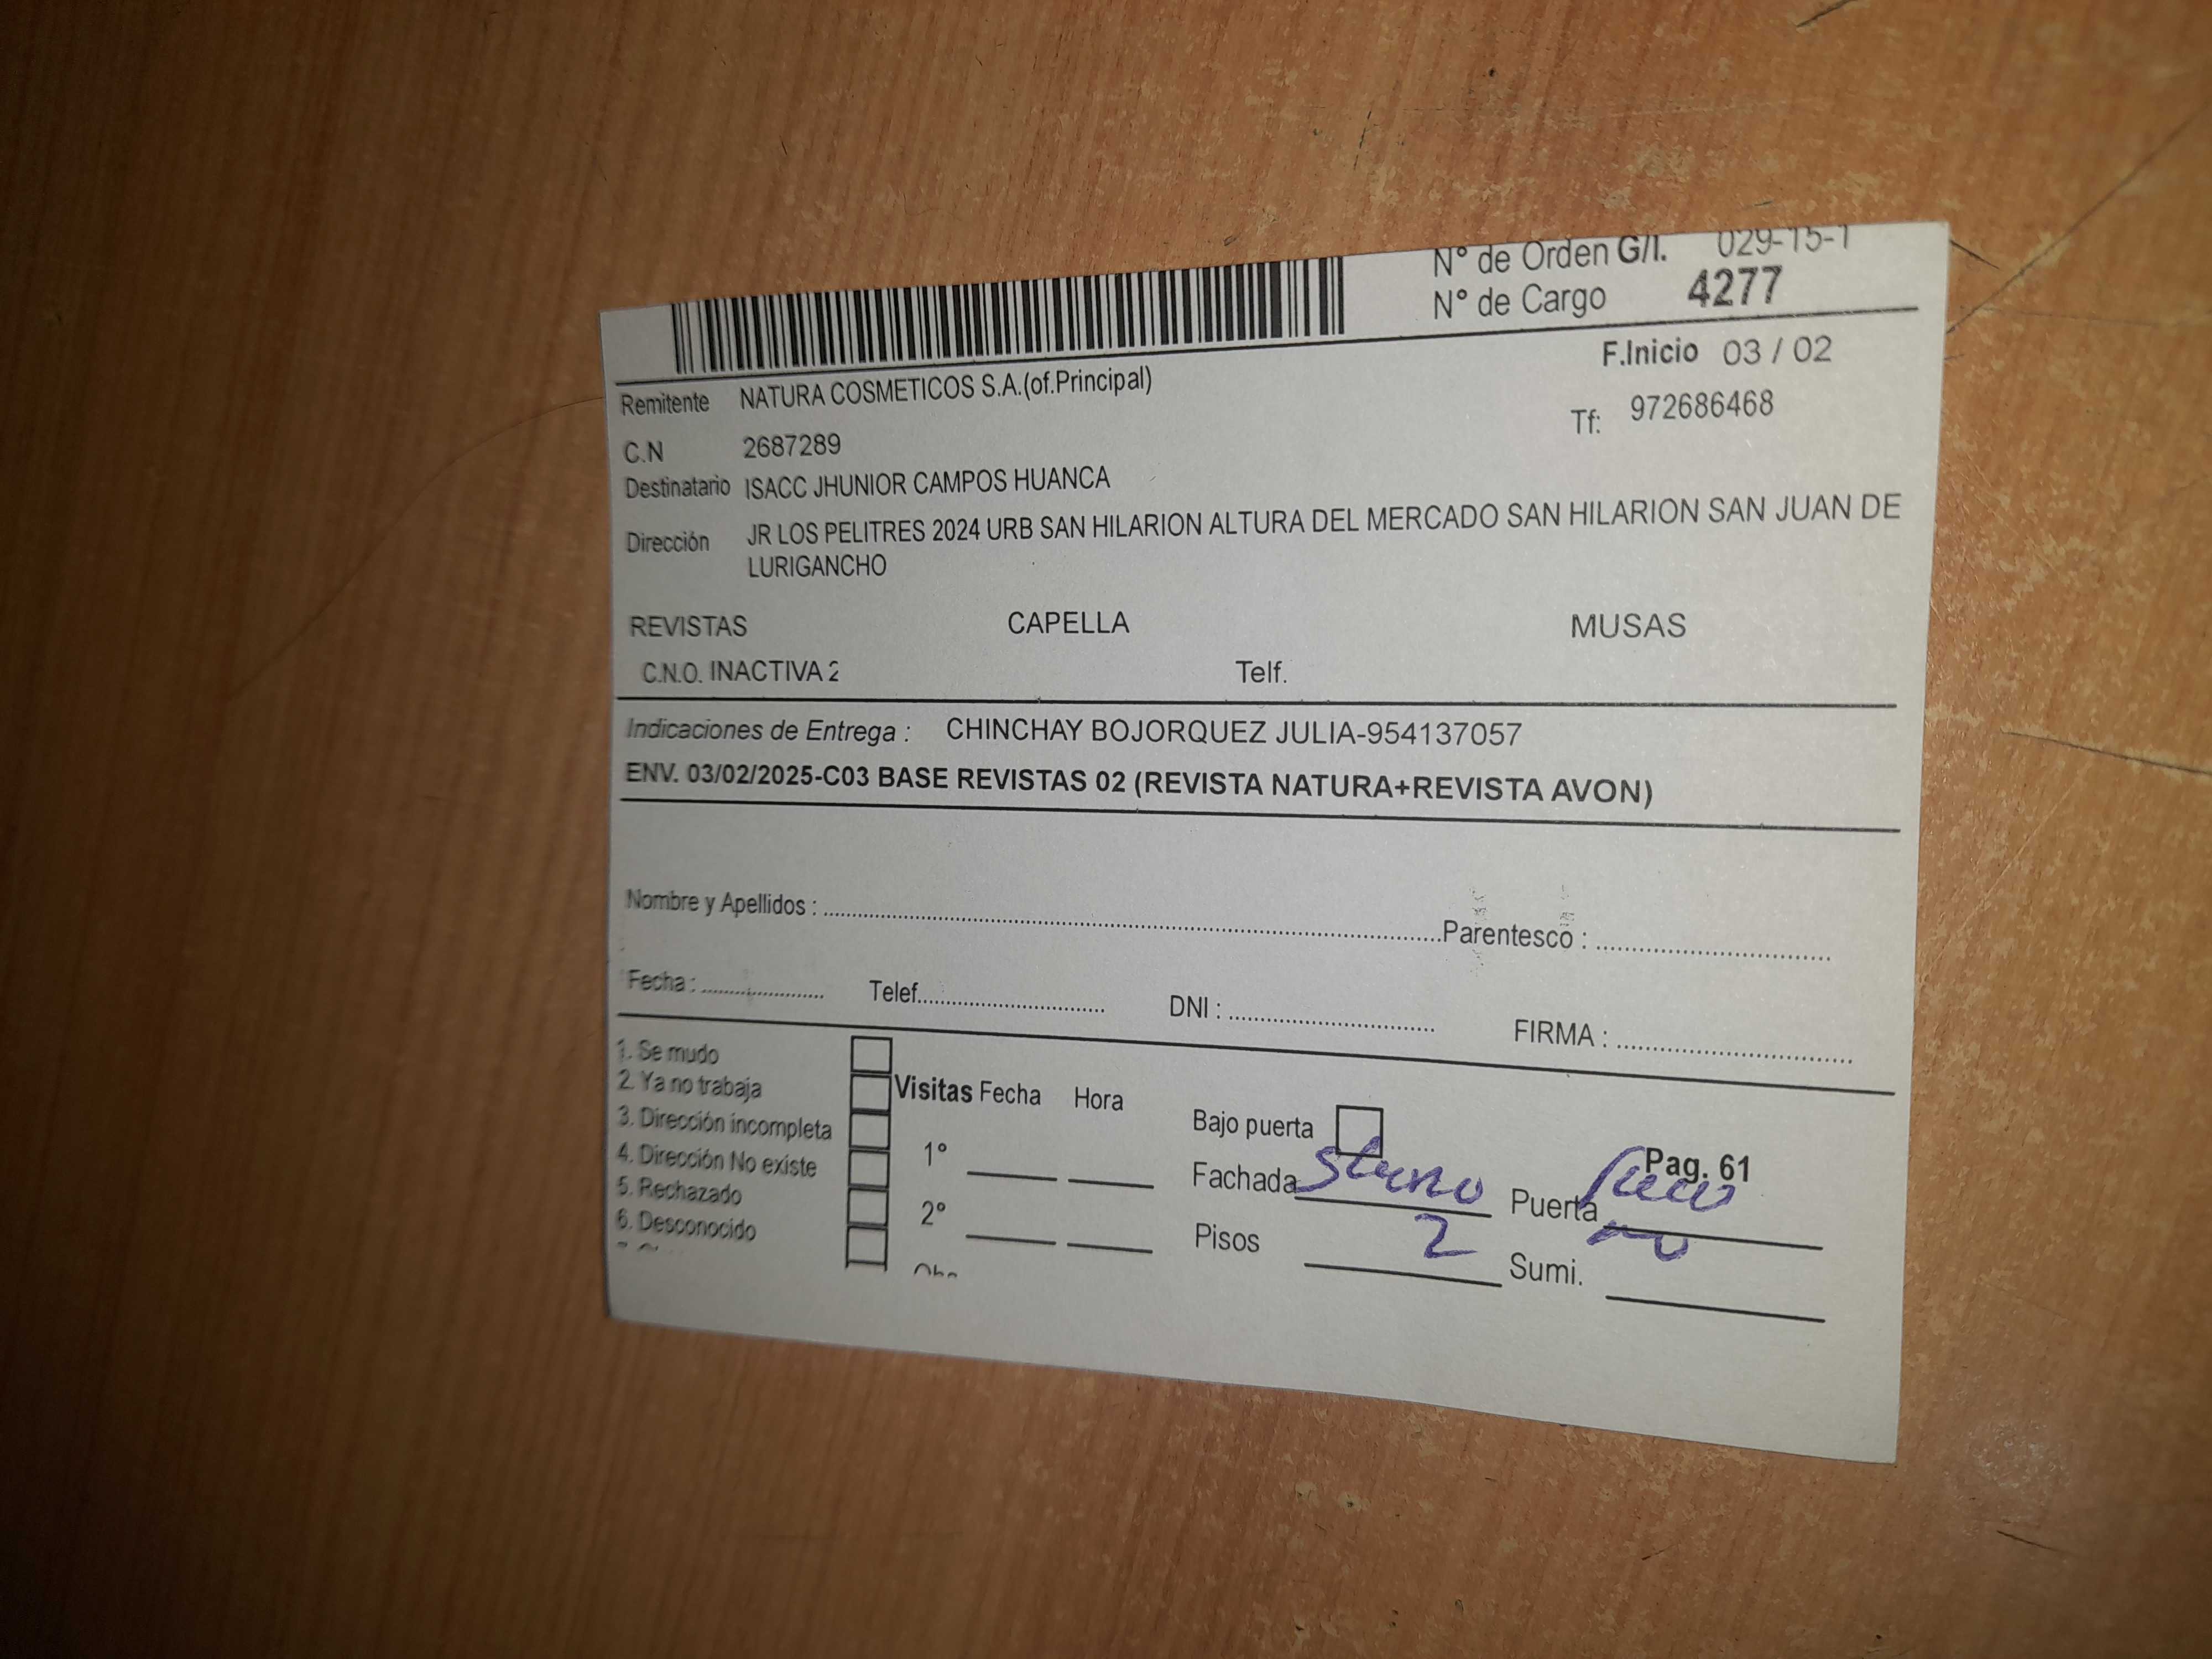 Nº de Orden G/I. 029-15-1
Nº de Cargo 4277
F.Inicio 03 / 02
Remitente NATURA COSMETICOS S.A.(of.Principal)
Tf: 972686468
C.N 2687289
Destinatario ISACC JHUNIOR CAMPOS HUANCA
Dirección JR LOS PELITRES 2024 URB SAN HILARION ALTURA DEL MERCADO SAN HILARION SAN JUAN DE
LURIGANCHO
REVISTAS CAPELLA MUSAS
C.N.O. INACTIVA 2 Telf.
Indicaciones de Entrega : CHINCHAY BOJORQUEZ JULIA-954137057
ENV. 03/02/2025-C03 BASE REVISTAS 02 (REVISTA NATURA+REVISTA AVON)
Nombre y Apellidos : Parentesco :
Fecha : Telef. DNI : FIRMA :
1. Se mudo
2. Ya no trabaja
3. Dirección incompleta
4. Dirección No existe
5. Rechazado
6. Desconocido
Visitas Fecha Hora
1º
2º
Bajo puerta
Pag. 61
Fachada Puerta
Pisos 2 Sumi.